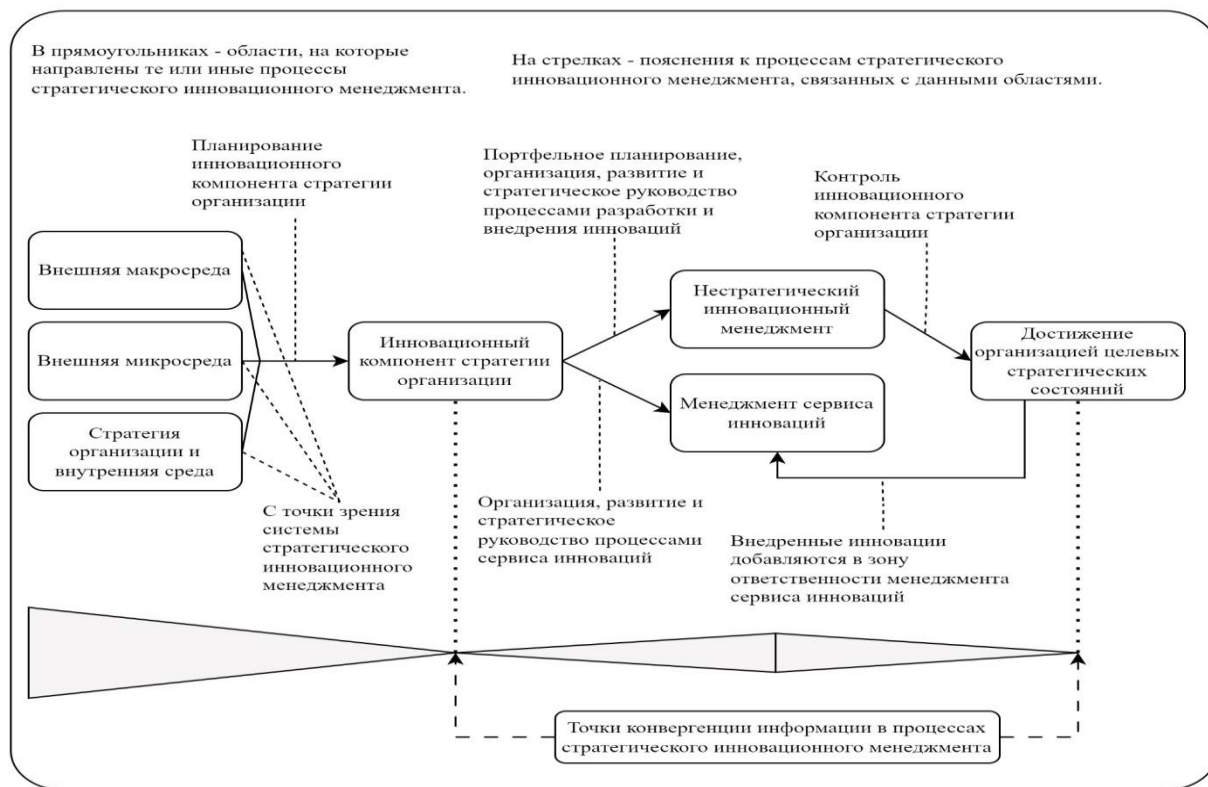 В прямоугольниках - области, на которые
направлены те или иные процессы
стратегического инновационного менеджмента.
На стрелках - пояснения к процессам стратегического
инновационного менеджмента, связанных с данными областями.
Планирование
инновационного
компонента стратегии
организации
Портфельное планирование,
организация, развитие и
стратегическое руководство
процессами разработки и
внедрения инноваций
Контроль
инновационного
компонента стратегии
организации
Внешняя макросреда
Внешняя микросреда
Стратегия
организации и
внутренняя среда
Инновационный
компонент стратегии
организации
Нестратегический
инновационный
менеджмент
Менеджмент сервиса
инноваций
Достижение
организацией целевых
стратегических
состояний
С точки зрения
системы
стратегического
инновационного
менеджмента
Организация, развитие и
стратегическое
руководство процессами
сервиса инноваций
Внедренные инновации
добавляются в зону
ответственности менеджмента
сервиса инноваций
Точки конвергенции информации в процессах
стратегического инновационного менеджмента